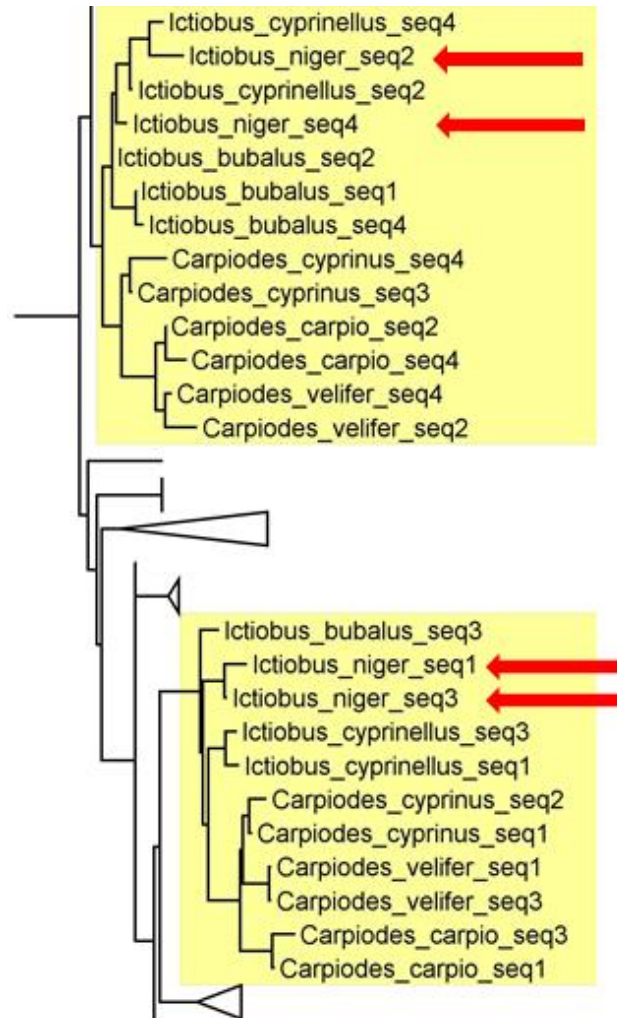 Ictiobus_cyprinellus_seq4
Ictiobus_niger_seq2
Ictiobus_cyprinellus_seq2
Ictiobus_niger_seq4
Ictiobus_bubalus_seq2
Ictiobus_bubalus_seq1
Ictiobus_bubalus_seq4
Carpiodes_cyprinus_seq4
Carpiodes_cyprinus_seq3
Carpiodes_carpio_seq2
Carpiodes_carpio_seq4
Carpiodes_velifer_seq4
Carpiodes_velifer_seq2
Ictiobus_bubalus_seq3
Ictiobus_niger_seq1
Ictiobus_niger_seq3
Ictiobus_cyprinellus_seq3
Ictiobus_cyprinellus_seq1
Carpiodes_cyprinus_seq2
Carpiodes_cyprinus_seq1
Carpiodes_velifer_seq1
Carpiodes_velifer_seq3
Carpiodes_carpio_seq3
Carpiodes_carpio_seq1